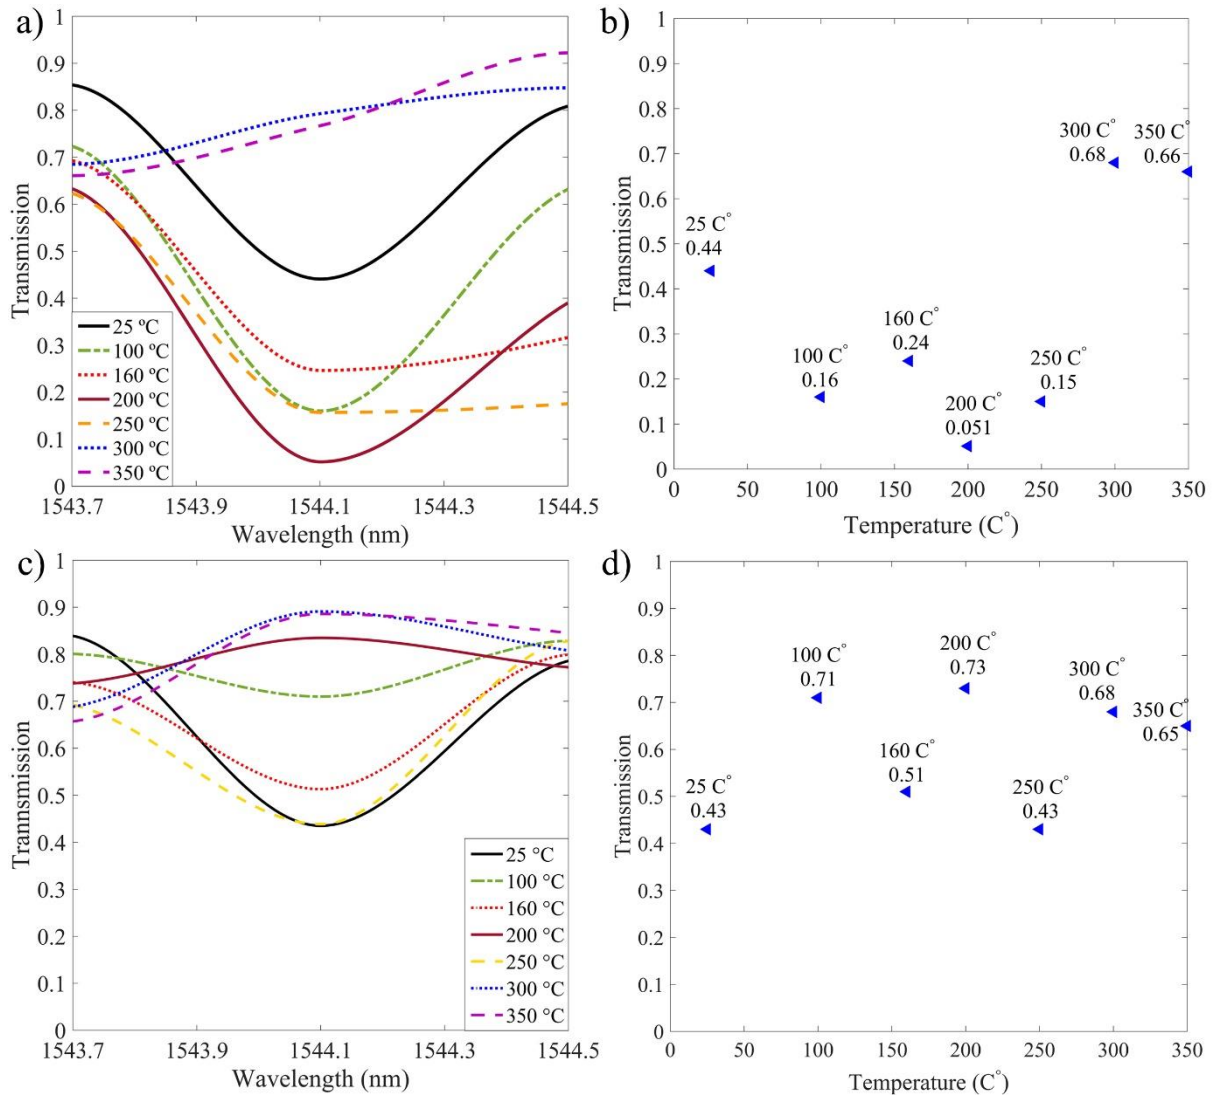 a)
1
0.9
0.8
0.7
0.6
0.5
0.4
0.3
0.2
0.1
0
Transmission
25 ºC
100 ºC
160 ºC
200 ºC
250 ºC
300 ºC
350 ºC
1543.7 1543.9 1544.1 1544.3 1544.5
Wavelength (nm)
b)
1
0.9
0.8
0.7
0.6
0.5
0.4
0.3
0.2
0.1
0
Transmission
300 C° 350 C°
0.68 0.66
25 C°
0.44
160 C°
0.24
100 C°
0.16
250 C°
0.15
200 C°
0.051
0 50 100 150 200 250 300 350
Temperature (C°)
c)
1
0.9
0.8
0.7
0.6
0.5
0.4
0.3
0.2
0.1
0
Trannsmission
25 °C
100 °C
160 °C
200 °C
250 °C
300 °C
350 °C
1543.7 1543.9 1544.1 1544.3 1544.5
Wavelength (nm)
d)
1
0.9
0.8
0.7
0.6
0.5
0.4
0.3
0.2
0.1
0
Transmission
200 C°
0.73
100 C°
0.71
300 C°
0.68
350 C°
0.65
160 C°
0.51
25 C°
0.43
250 C°
0.43
0 50 100 150 200 250 300 350
Temperature (C°)